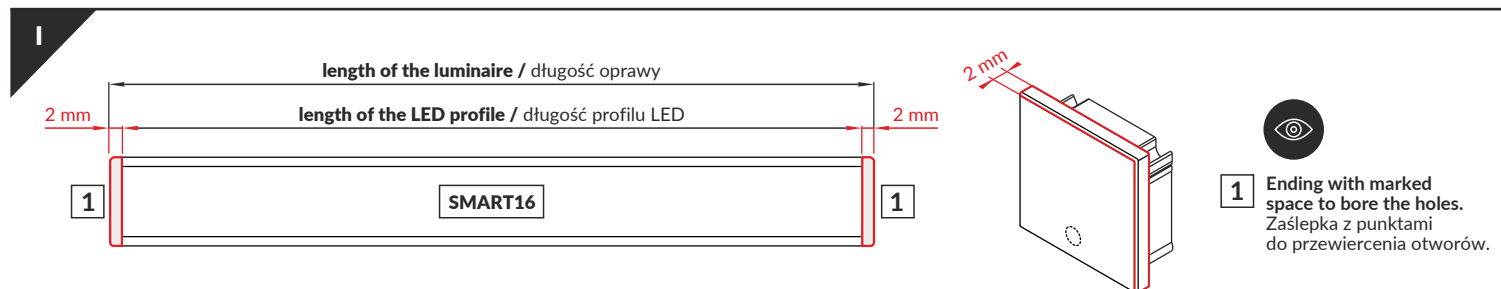 I
length of the luminaire / długość oprawy
2 mm
length of the LED profile / długość profilu LED
2 mm
1
SMART16
1
2 mm
1
Ending with marked
space to bore the holes.
Zaślepka z punktami
do przewiercenia otworów.